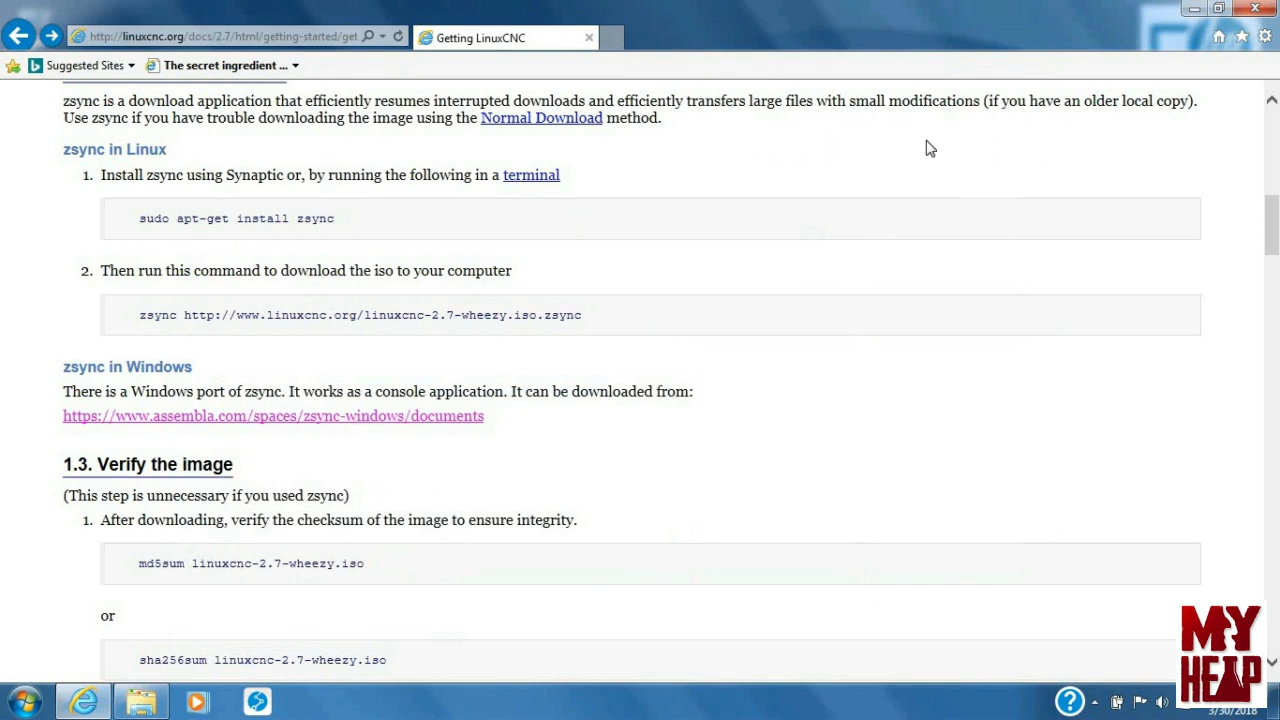 http://linuxcnc.org/docs/2.7/html/getting-started/get
Getting LinuxCNC
Suggested Sites
The secret ingredient ...
zsync is a download application that efficiently resumes interrupted downloads and efficiently transfers large files with small modifications (if you have an older local copy).
Use zsync if you have trouble downloading the image using the Normal Download method.
zsync in Linux
1. Install zsync using Synaptic or, by running the following in a terminal
sudo apt-get install zsync
2. Then run this command to download the iso to your computer
zsync http://www.linuxcnc.org/linuxcnc-2.7-wheezy.iso.zsync
zsync in Windows
There is a Windows port of zsync. It works as a console application. It can be downloaded from:
https://www.assembla.com/spaces/zsync-windows/documents
1.3. Verify the image
(This step is unnecessary if you used zsync)
1. After downloading, verify the checksum of the image to ensure integrity.
md5sum linuxcnc-2.7-wheezy.iso
or
sha256sum linuxcnc-2.7-wheezy.iso
MY
HEAP
3/30/2018